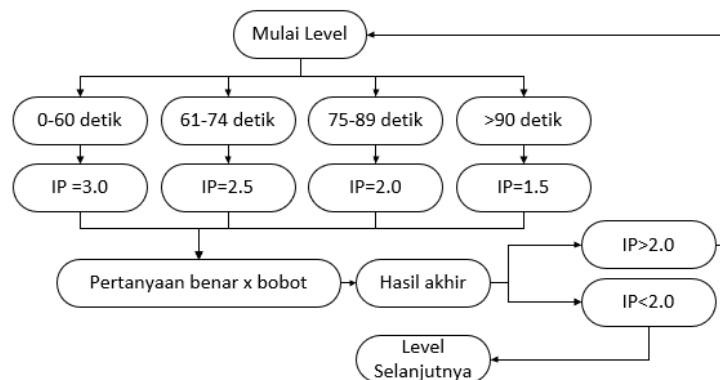 Mulai Level
0-60 detik
61-74 detik
75-89 detik
>90 detik
IP =3.0
IP=2.5
IP=2.0
IP=1.5
Pertanyaan benar x bobot
Hasil akhir
IP>2.0
IP<2.0
Level
Selanjutnya